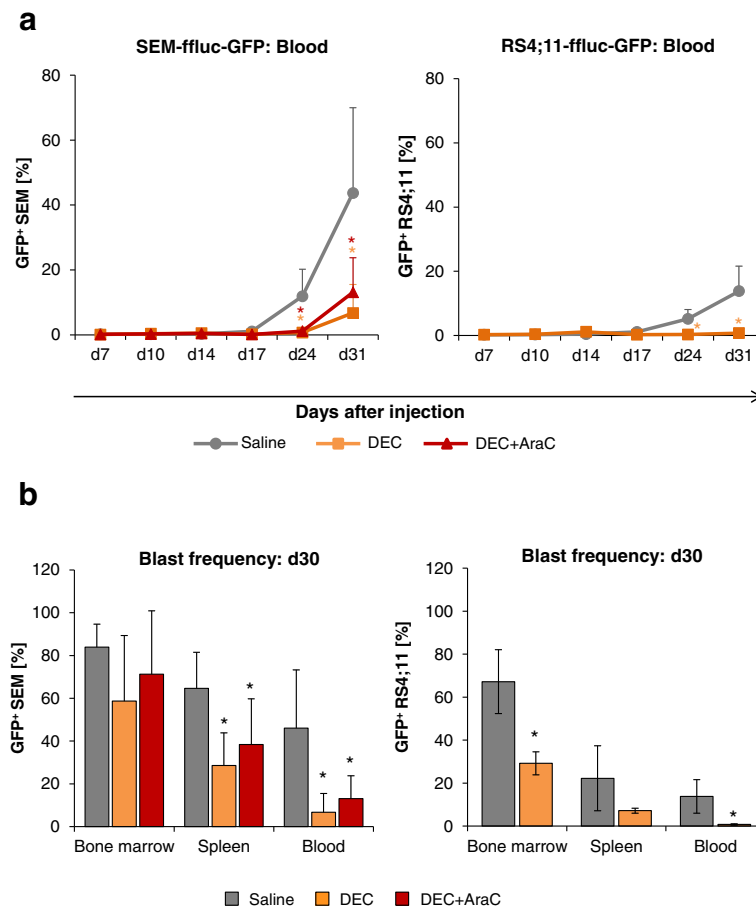 a
SEM-ffluc-GFP: Blood
RS4;11-ffluc-GFP: Blood
GFP+ SEM [%]
80
60
40
20
0
* * * *
d7 d10 d14 d17 d24 d31
GFP+ RS4;11 [%]
80
60
40
20
0
* *
d7 d10 d14 d17 d24 d31
Days after injection
Saline DEC DEC+AraC
b
Blast frequency: d30
Blast frequency: d30
GFP+ SEM [%]
120
100
80
60
40
20
0
* * * *
Bone marrow Spleen Blood
GFP+ RS4;11 [%]
120
100
80
60
40
20
0
* *
Bone marrow Spleen Blood
Saline DEC DEC+AraC